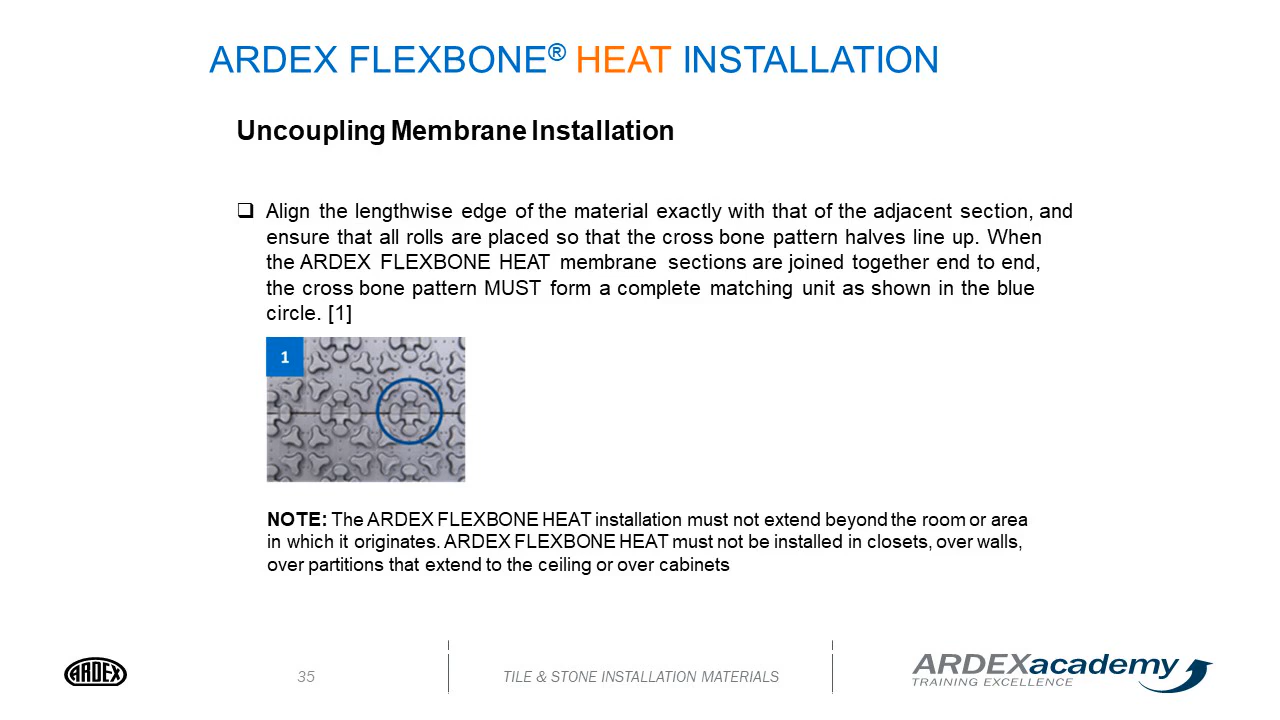 ARDEX FLEXBONE® HEAT INSTALLATION
Uncoupling Membrane Installation
❑ Align the lengthwise edge of the material exactly with that of the adjacent section, and
ensure that all rolls are placed so that the cross bone pattern halves line up. When
the ARDEX FLEXBONE HEAT membrane sections are joined together end to end,
the cross bone pattern MUST form a complete matching unit as shown in the blue
circle. [1]
1
NOTE: The ARDEX FLEXBONE HEAT installation must not extend beyond the room or area
in which it originates. ARDEX FLEXBONE HEAT must not be installed in closets, over walls,
over partitions that extend to the ceiling or over cabinets
ARDEX
35
TILE & STONE INSTALLATION MATERIALS
ARDEXacademy
TRAINING EXCELLENCE